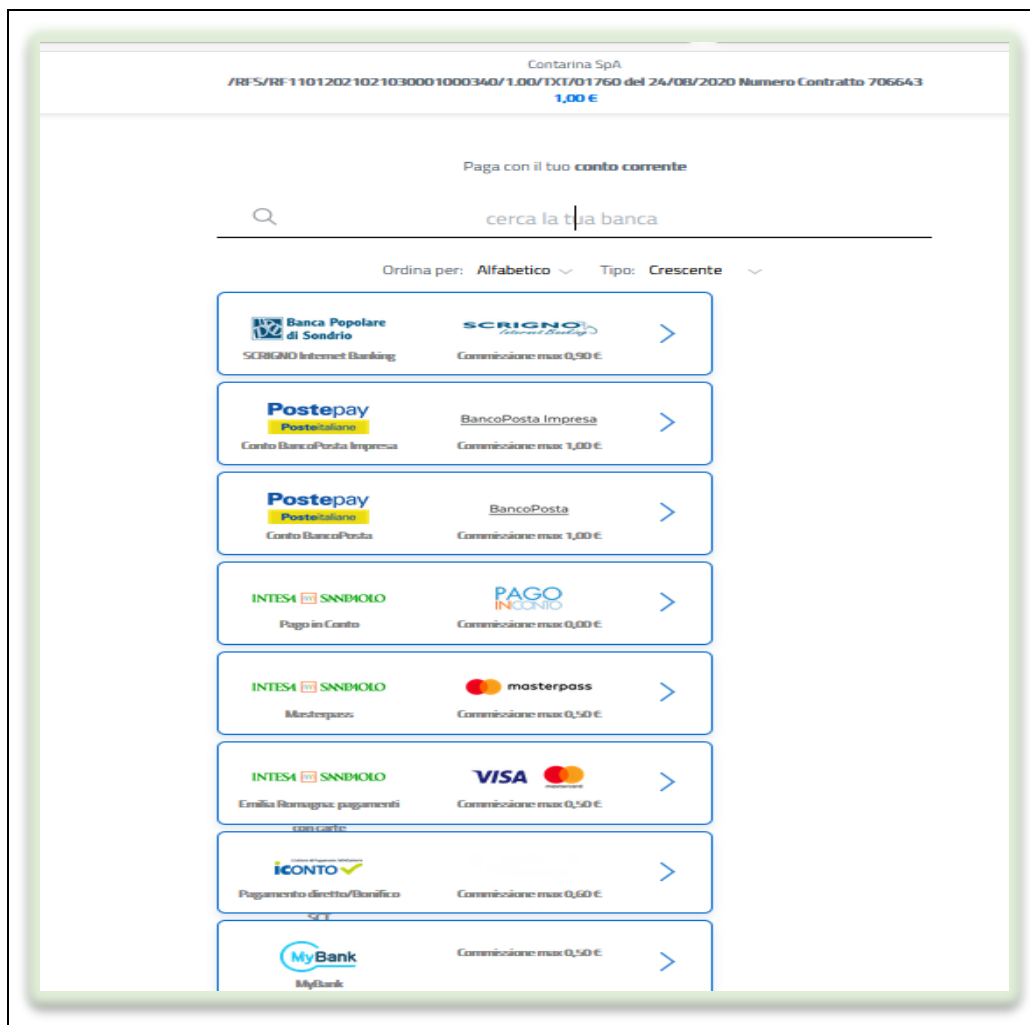 Contarina SpA
/RFS/RF11012021021030001000340/1.00/TXT/01760 del 24/08/2020 Numero Contratto 706643
1,00 €
Paga con il tuo conto corrente
cerca la tua banca
Ordina per: Alfabetico Tipo: Crescente
Banca Popolare di Sondrio
SCRIGNO
Internet Banking
SCRIGNO Internet Banking
Commissione max 0,90 €
Postepay
Posteitaliane
BancoPosta Impresa
Conto BancoPosta Impresa
Commissione max 1,00 €
Postepay
Posteitaliane
BancoPosta
Conto BancoPosta
Commissione max 1,00 €
INTESA SANPAOLO
PAGO
INCONTO
Pago in Conto
Commissione max 0,00 €
INTESA SANPAOLO
masterpass
Masterpass
Commissione max 0,50 €
INTESA SANPAOLO
VISA
mastercard
Emilia Romagna: pagamenti
con carte
Commissione max 0,50 €
iCONTO
Pagamento diretto/Bonifico
SCT
Commissione max 0,60 €
MyBank
MyBank
Commissione max 0,50 €